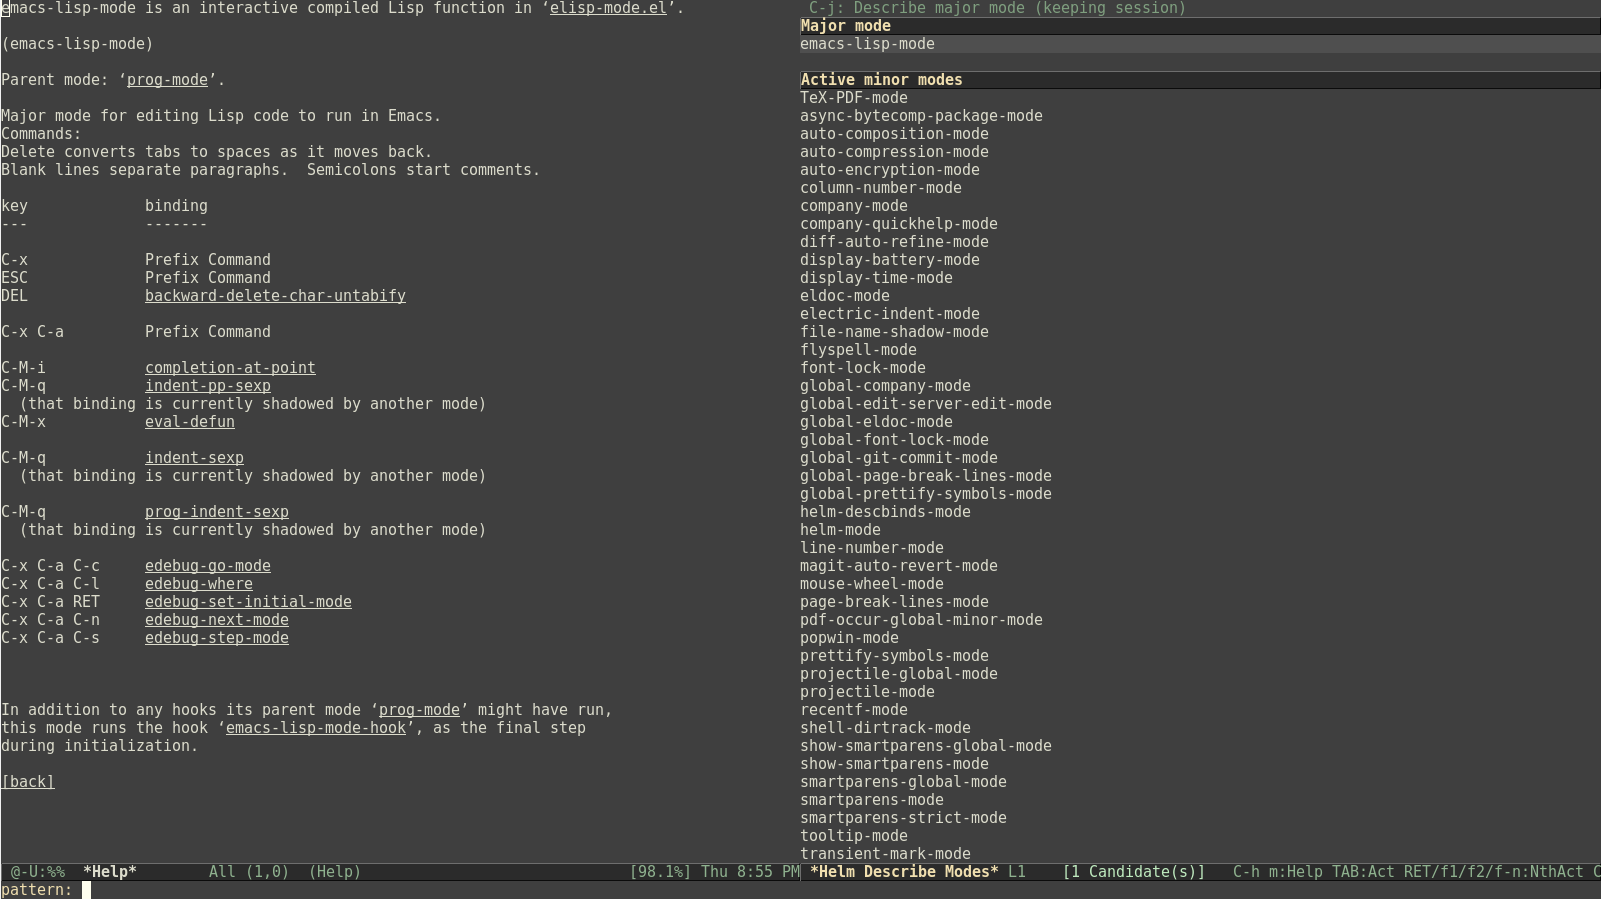 emacs-lisp-mode is an interactive compiled Lisp function in ‘elisp-mode.el’.

(emacs-lisp-mode)

Parent mode: ‘prog-mode’.

Major mode for editing Lisp code to run in Emacs.
Commands:
Delete converts tabs to spaces as it moves back.
Blank lines separate paragraphs.  Semicolons start comments.

key             binding
---             -------

C-x             Prefix Command
ESC             Prefix Command
DEL             backward-delete-char-untabify

C-x C-a         Prefix Command

C-M-i           completion-at-point
C-M-q           indent-pp-sexp
  (that binding is currently shadowed by another mode)
C-M-x           eval-defun

C-M-q           indent-sexp
  (that binding is currently shadowed by another mode)

C-M-q           prog-indent-sexp
  (that binding is currently shadowed by another mode)

C-x C-a C-c     edebug-go-mode
C-x C-a C-l     edebug-where
C-x C-a RET     edebug-set-initial-mode
C-x C-a C-n     edebug-next-mode
C-x C-a C-s     edebug-step-mode

In addition to any hooks its parent mode ‘prog-mode’ might have run,
this mode runs the hook ‘emacs-lisp-mode-hook’, as the final step
during initialization.

[back]

C-j: Describe major mode (keeping session)
Major mode
emacs-lisp-mode

Active minor modes
TeX-PDF-mode
async-bytecomp-package-mode
auto-composition-mode
auto-compression-mode
auto-encryption-mode
column-number-mode
company-mode
company-quickhelp-mode
diff-auto-refine-mode
display-battery-mode
display-time-mode
eldoc-mode
electric-indent-mode
file-name-shadow-mode
flyspell-mode
font-lock-mode
global-company-mode
global-edit-server-edit-mode
global-eldoc-mode
global-font-lock-mode
global-git-commit-mode
global-page-break-lines-mode
global-prettify-symbols-mode
helm-descbinds-mode
helm-mode
line-number-mode
magit-auto-revert-mode
mouse-wheel-mode
page-break-lines-mode
pdf-occur-global-minor-mode
popwin-mode
prettify-symbols-mode
projectile-global-mode
projectile-mode
recentf-mode
shell-dirtrack-mode
show-smartparens-global-mode
show-smartparens-mode
smartparens-global-mode
smartparens-mode
smartparens-strict-mode
tooltip-mode
transient-mark-mode
@-U:%%  *Help*        All (1,0)  (Help)        [98.1%] Thu 8:55 PM
*Helm Describe Modes* L1    [1 Candidate(s)]   C-h m:Help TAB:Act RET/f1/f2/f-n:NthAct C
pattern: